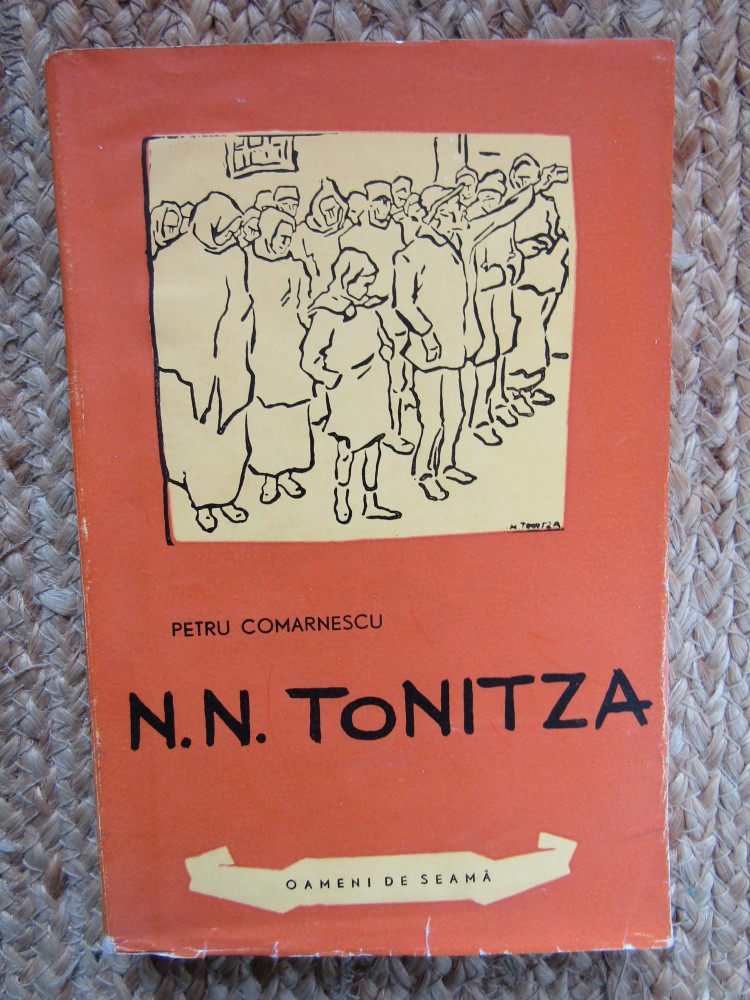 N. TONITZA
PETRU COMARNESCU
N.N. TONITZA
OAMENI DE SEAMĂ